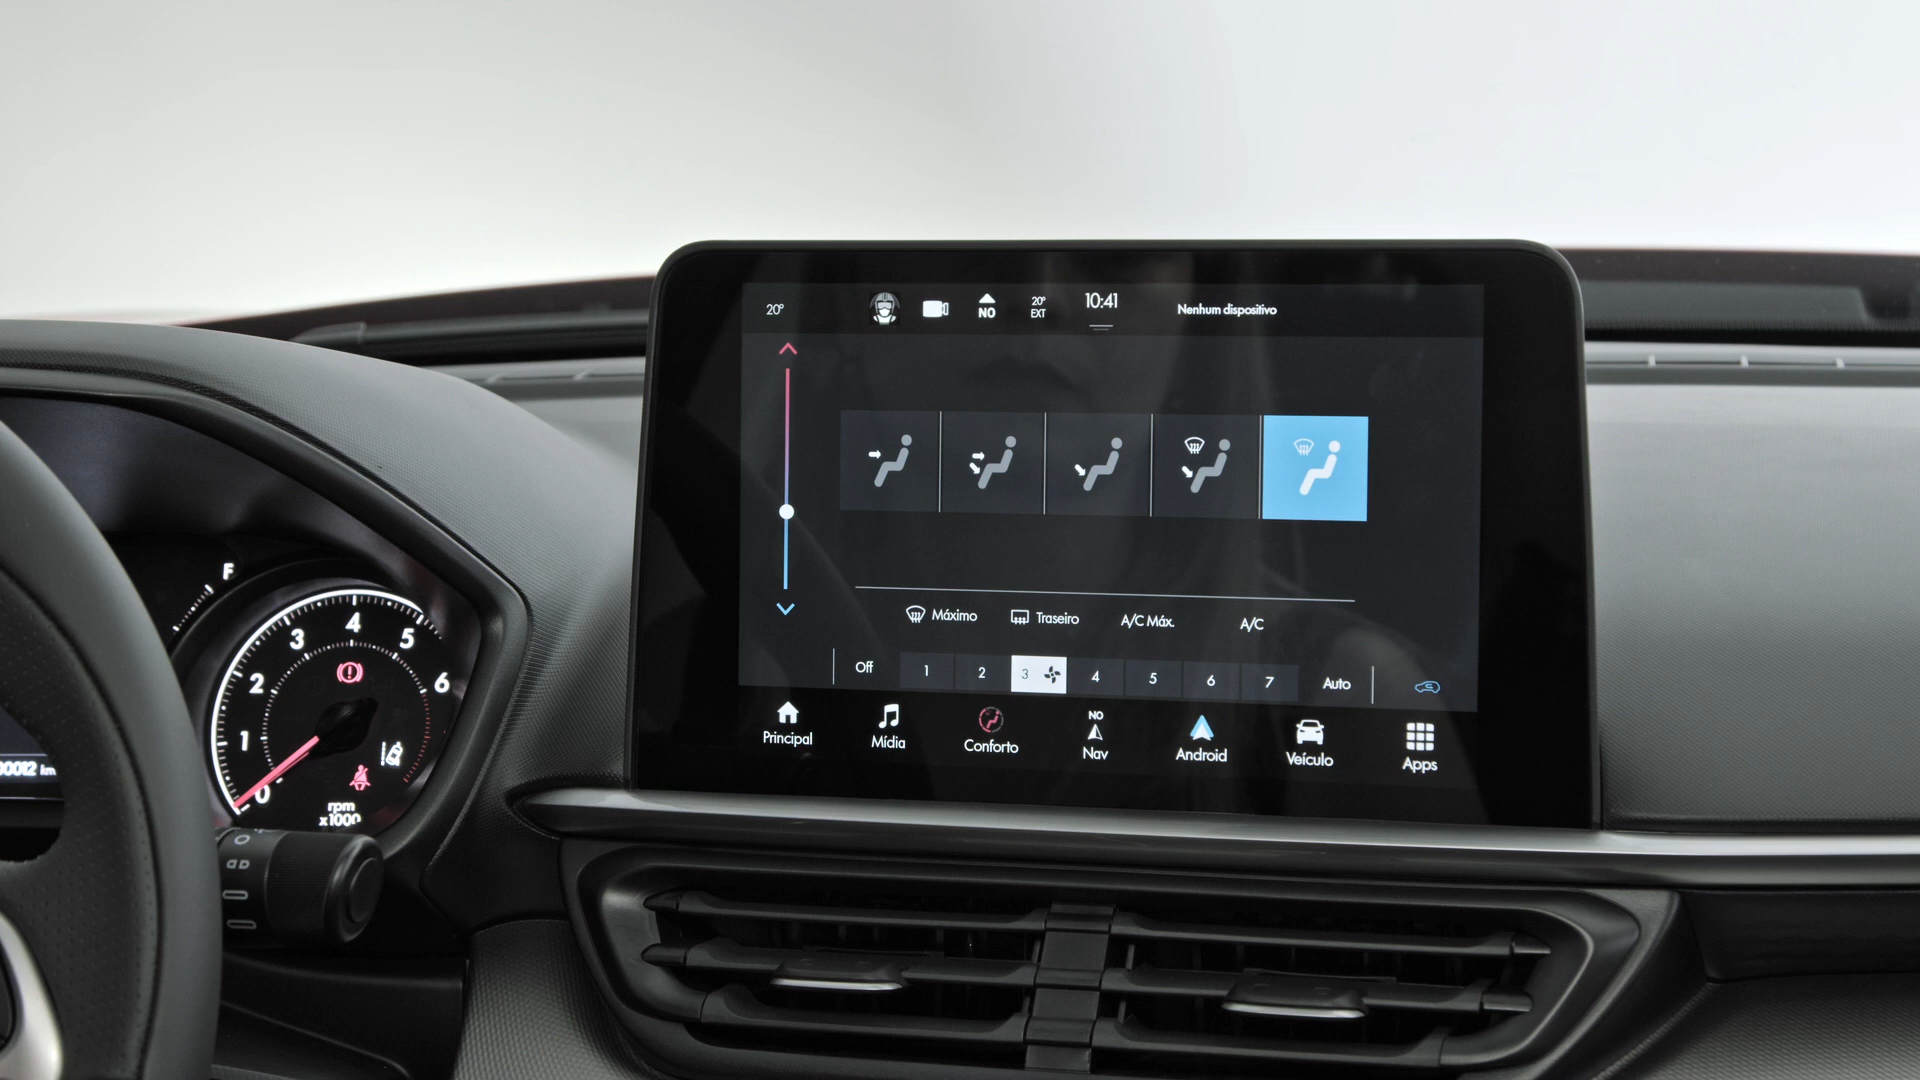 20°
NO
20°
EXT
10:41
Nenhum dispositivo
Máximo
Traseiro
A/C Máx.
A/C
Off
1
2
3
4
5
6
7
Auto
Principal
Mídia
Conforto
NO
Nav
Android
Veículo
Apps
F
0
1
2
3
4
5
6
rpm
x1000
km